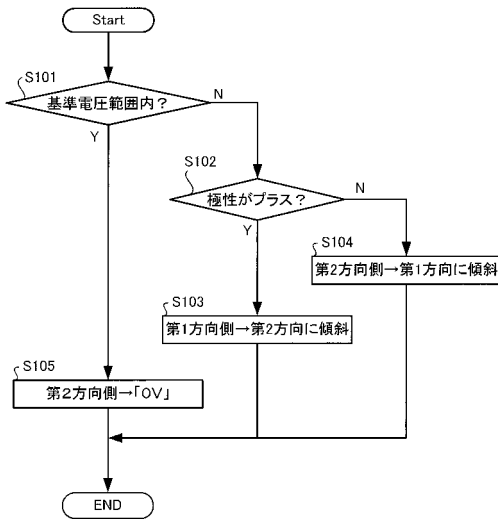 Start
S101
基準電圧範囲内？
N
Y
S102
極性がプラス？
N
Y
S104
第2方向側→第1方向に傾斜
S103
第1方向側→第2方向に傾斜
S105
第2方向側→「0V」
END